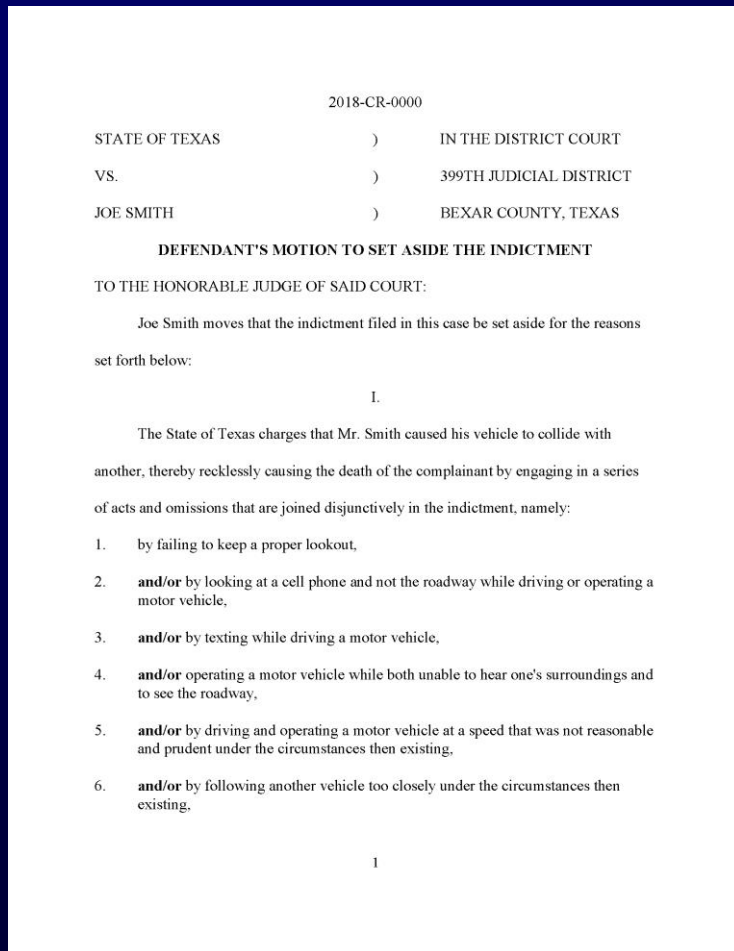 2018-CR-0000
STATE OF TEXAS ) IN THE DISTRICT COURT
VS. ) 399TH JUDICIAL DISTRICT
JOE SMITH ) BEXAR COUNTY, TEXAS
DEFENDANT'S MOTION TO SET ASIDE THE INDICTMENT
TO THE HONORABLE JUDGE OF SAID COURT:
Joe Smith moves that the indictment filed in this case be set aside for the reasons
set forth below:
I.
The State of Texas charges that Mr. Smith caused his vehicle to collide with
another, thereby recklessly causing the death of the complainant by engaging in a series
of acts and omissions that are joined disjunctively in the indictment, namely:
1. by failing to keep a proper lookout,
2. and/or by looking at a cell phone and not the roadway while driving or operating a
motor vehicle,
3. and/or by texting while driving a motor vehicle,
4. and/or operating a motor vehicle while both unable to hear one's surroundings and
to see the roadway,
5. and/or by driving and operating a motor vehicle at a speed that was not reasonable
and prudent under the circumstances then existing,
6. and/or by following another vehicle too closely under the circumstances then
existing,
1